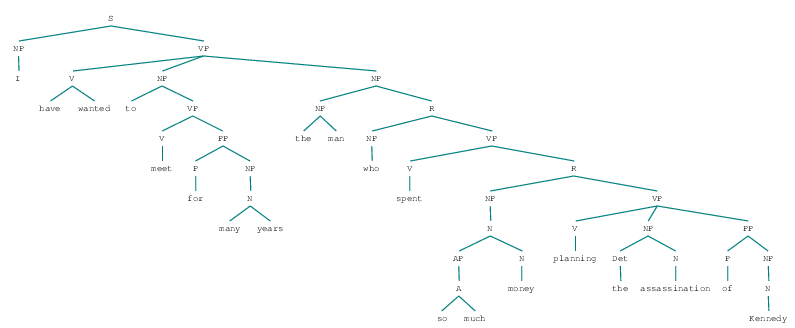 S
NP VP
I V NP NP
have wanted to VP NP R
V PP the man NP VP
meet P NP who V R
for N spent NP VP
many years N V NP PP
AP N planning Det N P NP
A money the assassination of N
so much Kennedy